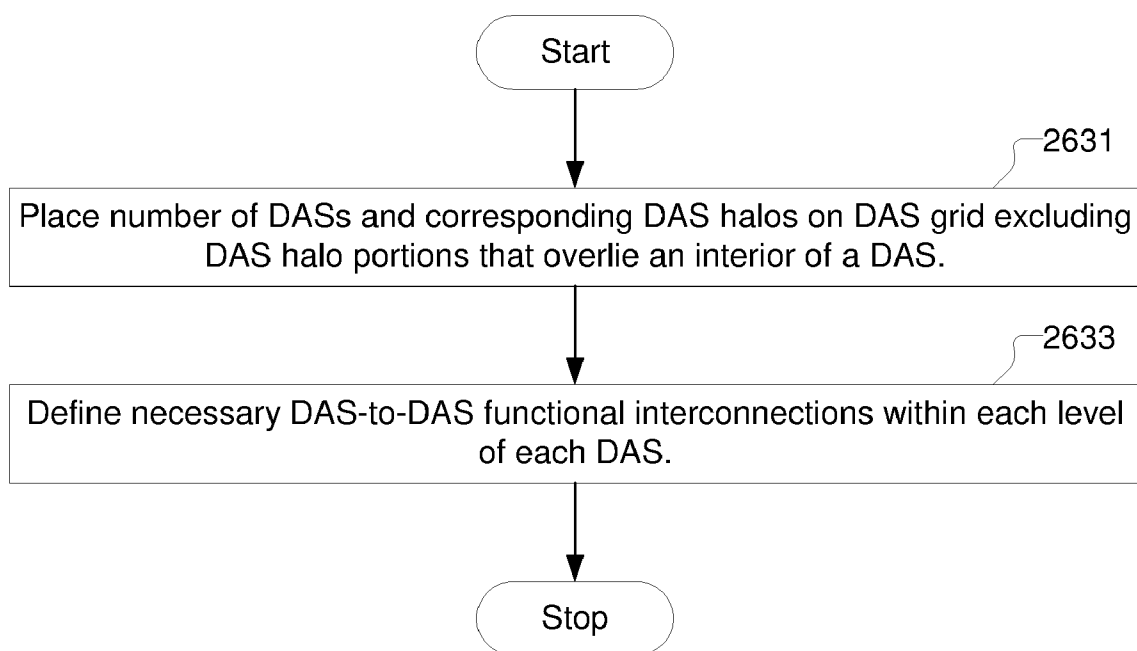 Start
2631
Place number of DASs and corresponding DAS halos on DAS grid excluding
DAS halo portions that overlie an interior of a DAS.
2633
Define necessary DAS-to-DAS functional interconnections within each level
of each DAS.
Stop